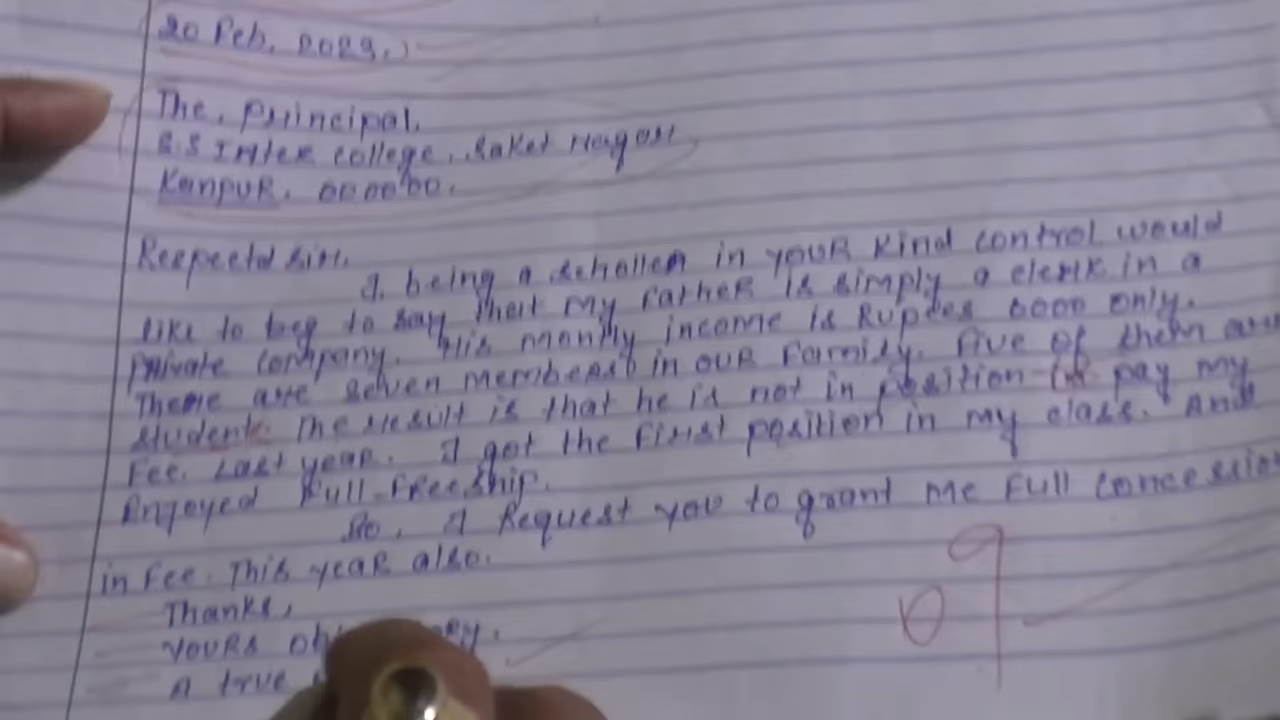 20 Feb, 2023.
The, Principal,
S.S Inter college, Saket Nagar,
Kanpur, 000000.
Respeetd sir,
I, being a scholler in your kind control would
like to beg to say that my father is simply a clerk in a
private company. His montly income is Rupees 6000 only.
There are seven members in our family. Five of them are
student. The result is that he is not in position to pay my
Fee. Last year. I got the first position in my class. And
Enjoyed Full-Freeship.
So, I Request you to grant me Full concession
in Fee. This year also.
Thanks,
Yours
A true